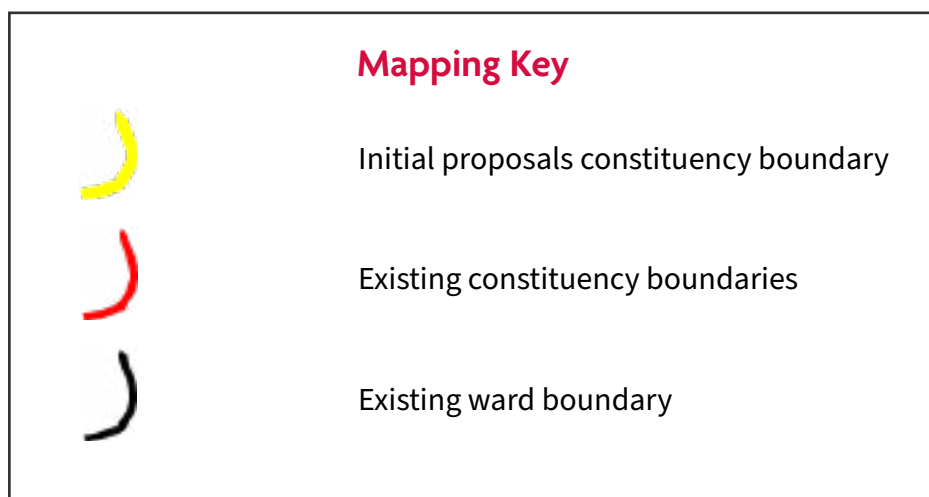 Mapping Key
Initial proposals constituency boundary
Existing constituency boundaries
Existing ward boundary